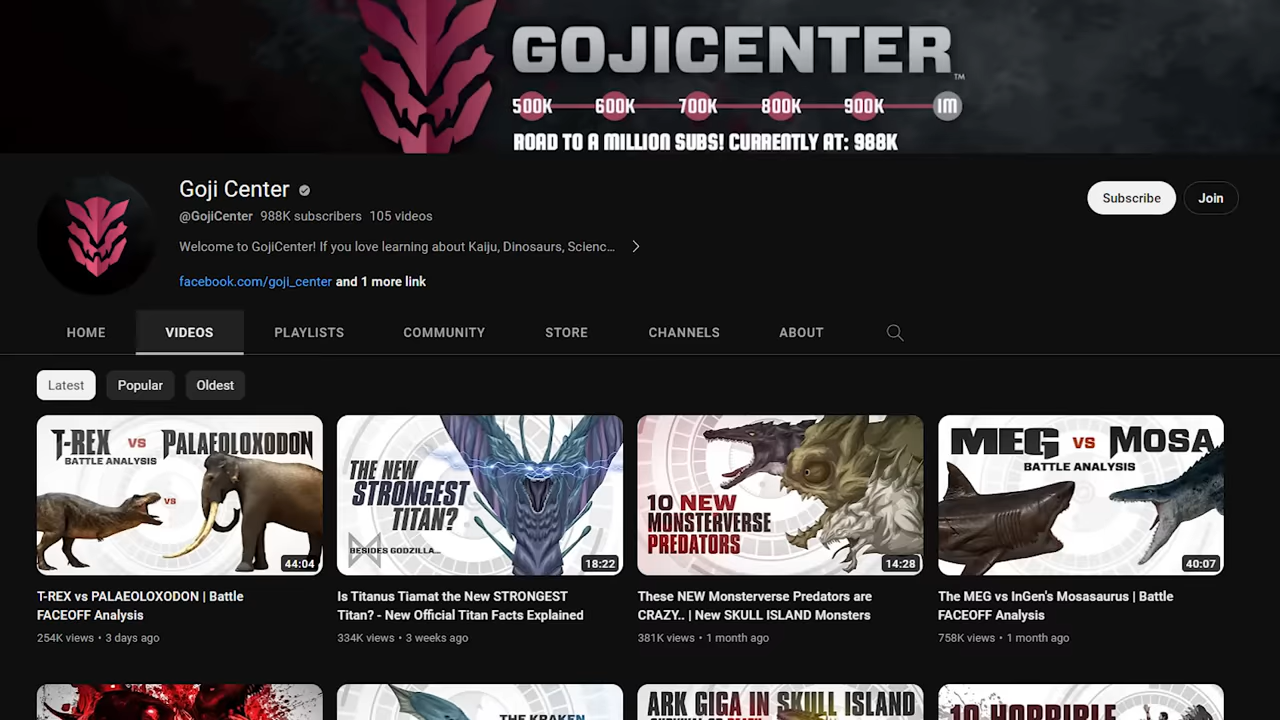 GOJICENTER™
500K 600K 700K 800K 900K 1M
ROAD TO A MILLION SUBS! CURRENTLY AT: 988K
Goji Center
@GojiCenter 988K subscribers 105 videos
Subscribe Join
Welcome to GojiCenter! If you love learning about Kaiju, Dinosaurs, Scienc...
facebook.com/goji_center and 1 more link
HOME VIDEOS PLAYLISTS COMMUNITY STORE CHANNELS ABOUT
Latest Popular Oldest
T-REX VS PALAEOLOXODON
BATTLE ANALYSIS
VS
44:04
THE NEW
STRONGEST
TITAN?
BESIDES GODZILLA...
18:22
10 NEW
MONSTERVERSE
PREDATORS
14:28
MEG VS MOSA
BATTLE ANALYSIS
40:07
T-REX vs PALAEOLOXODON | Battle
FACEOFF Analysis
254K views • 3 days ago
Is Titanus Tiamat the New STRONGEST
Titan? - New Official Titan Facts Explained
334K views • 3 weeks ago
These NEW Monsterverse Predators are
CRAZY.. | New SKULL ISLAND Monsters
381K views • 1 month ago
The MEG vs InGen's Mosasaurus | Battle
FACEOFF Analysis
758K views • 1 month ago
THE KRAKEN
ARK GIGA IN SKULL ISLAND
10 HORRIBLE